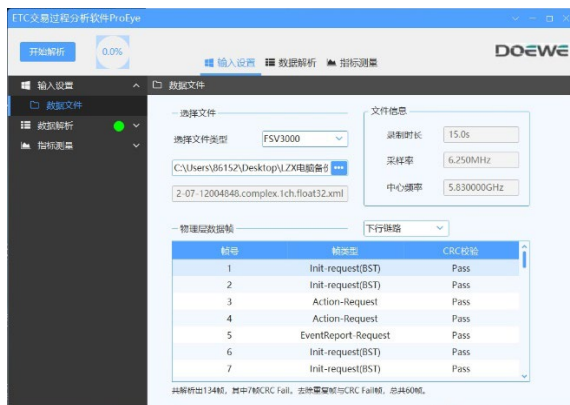 ETC交易过程分析软件ProEye
开始解析 0.0% 输入设置 数据解析 指标测量 DOEWE
输入设置 数据文件
数据文件
数据解析
指标测量
选择文件 文件信息
选择文件类型 FSV3000 录制时长 15.0s
C:\Users\86152\Desktop\LZX电脑备份 ••• 采样率 6.250MHz
2-07-12004848.complex.1ch.float32.xml 中心频率 5.830000GHz
物理层数据帧 下行链路
帧号 帧类型 CRC校验
1 Init-request(BST) Pass
2 Init-request(BST) Pass
3 Action-Request Pass
4 Action-Request Pass
5 EventReport-Request Pass
6 Init-request(BST) Pass
7 Init-request(BST) Pass
共解析出134帧，其中7帧CRC Fail，去除重复帧与CRC Fail帧，总共60帧。